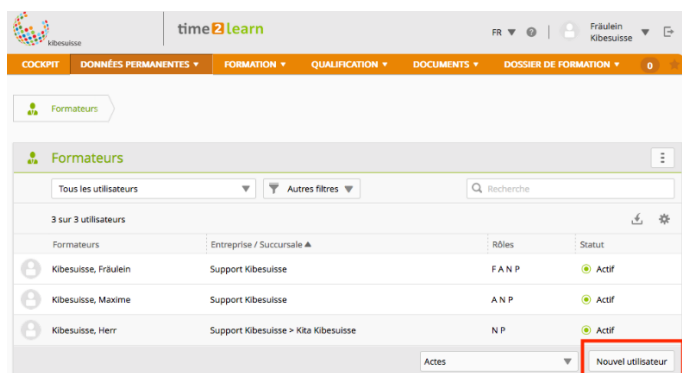 kibesuisse
time2learn
FR
Fräulein
Kibesuisse
COCKPIT DONNÉES PERMANENTES FORMATION QUALIFICATION DOCUMENTS DOSSIER DE FORMATION 0
Formateurs
Formateurs
Tous les utilisateurs Autres filtres Recherche
3 sur 3 utilisateurs
Formateurs Entreprise / Succursale Rôles Statut
Kibesuisse, Fräulein Support Kibesuisse F A N P Actif
Kibesuisse, Maxime Support Kibesuisse A N P Actif
Kibesuisse, Herr Support Kibesuisse > Kita Kibesuisse N P Actif
Actes Nouvel utilisateur